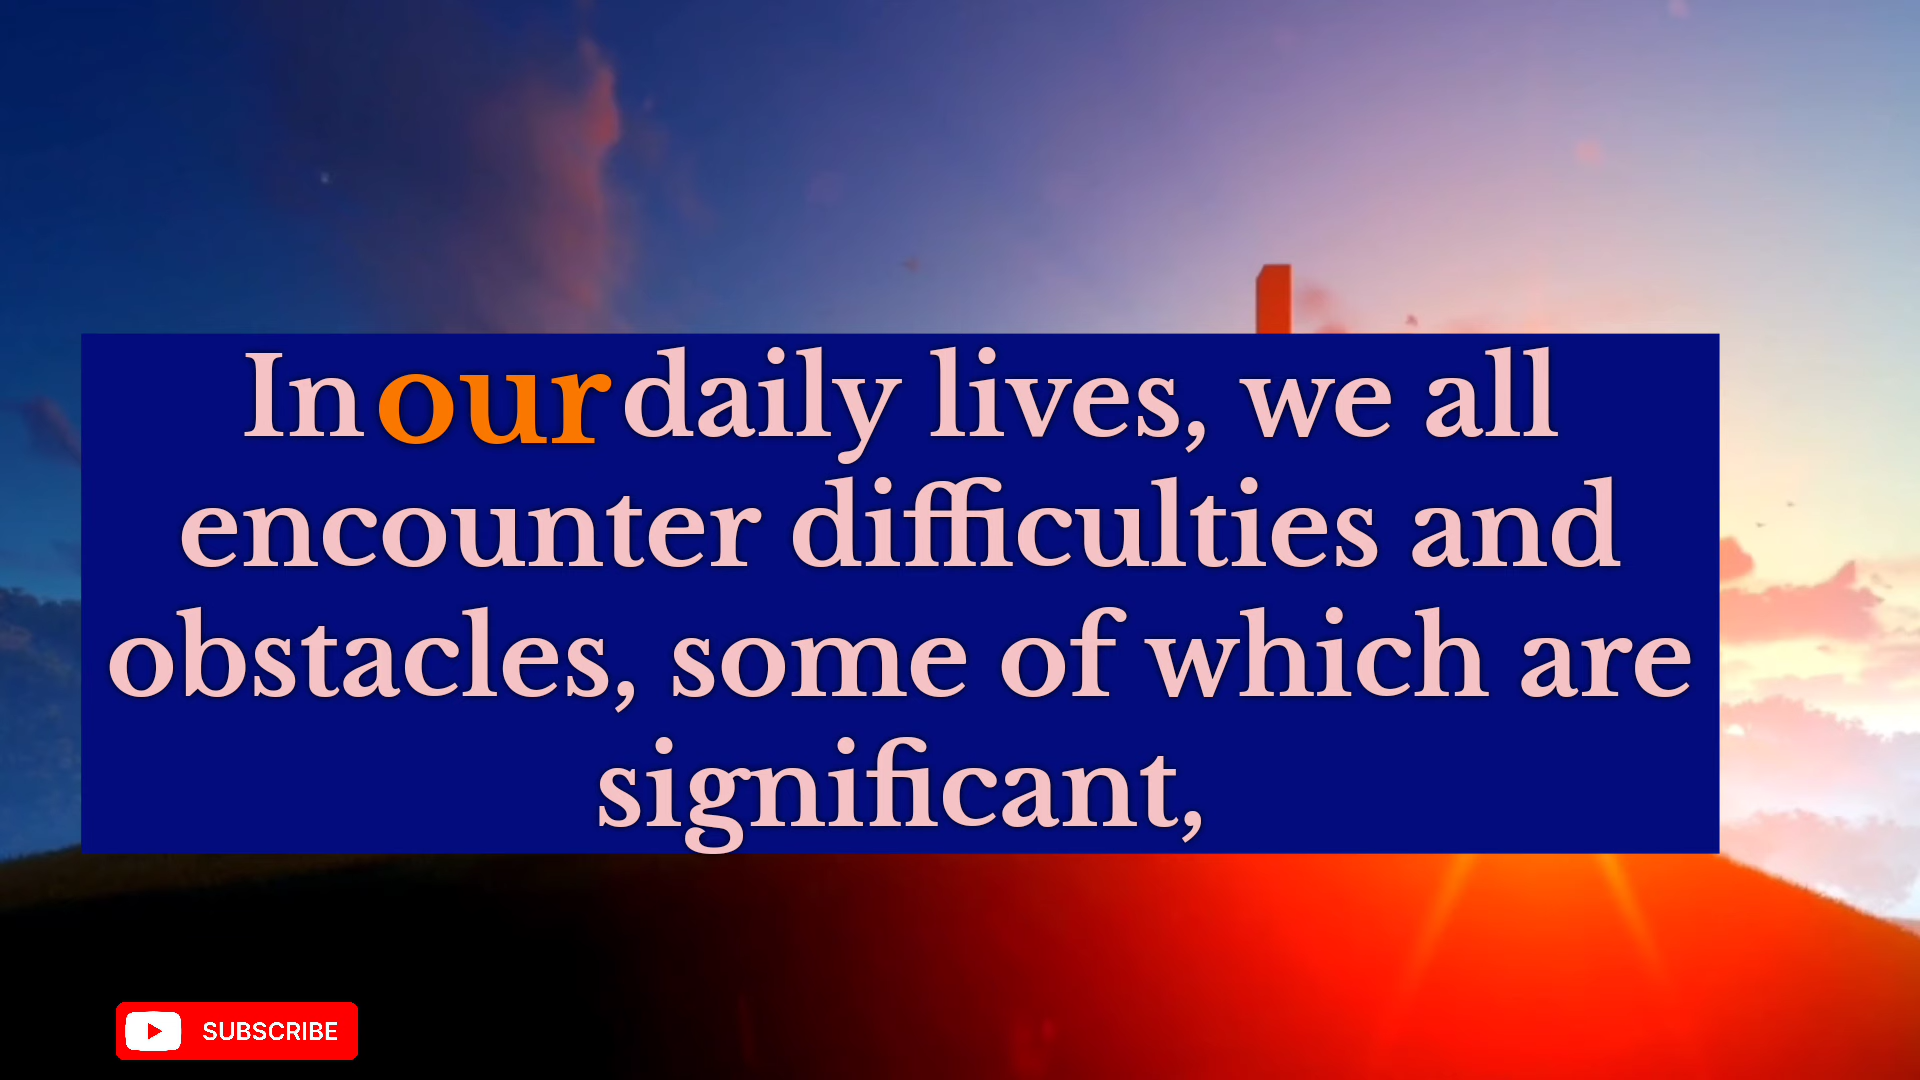 In our daily lives, we all
encounter difficulties and
obstacles, some of which are
significant,
SUBSCRIBE